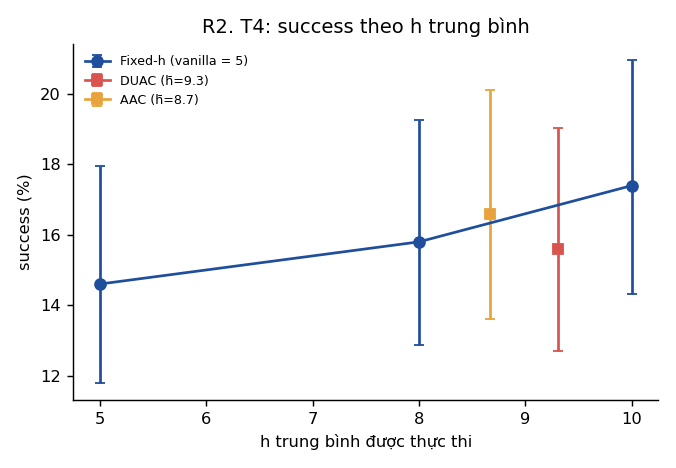 R2. T4: success theo h trung bình
Fixed-h (vanilla = 5)
DUAC (h̄=9.3)
AAC (h̄=8.7)
success (%)
20
18
16
14
12
5 6 7 8 9 10
h trung bình được thực thi